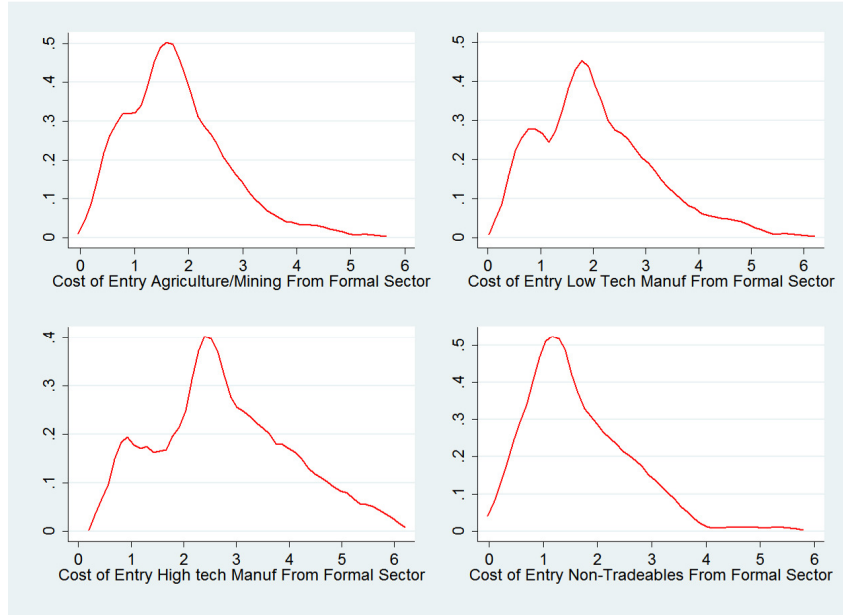 .5
.4
.3
.2
.1
0
0 1 2 3 4 5 6
Cost of Entry Agriculture/Mining From Formal Sector
.5
.4
.3
.2
.1
0
0 1 2 3 4 5 6
Cost of Entry Low Tech Manuf From Formal Sector
.4
.3
.2
.1
0
0 1 2 3 4 5 6
Cost of Entry High tech Manuf From Formal Sector
.5
.4
.3
.2
.1
0
0 1 2 3 4 5 6
Cost of Entry Non-Tradeables From Formal Sector